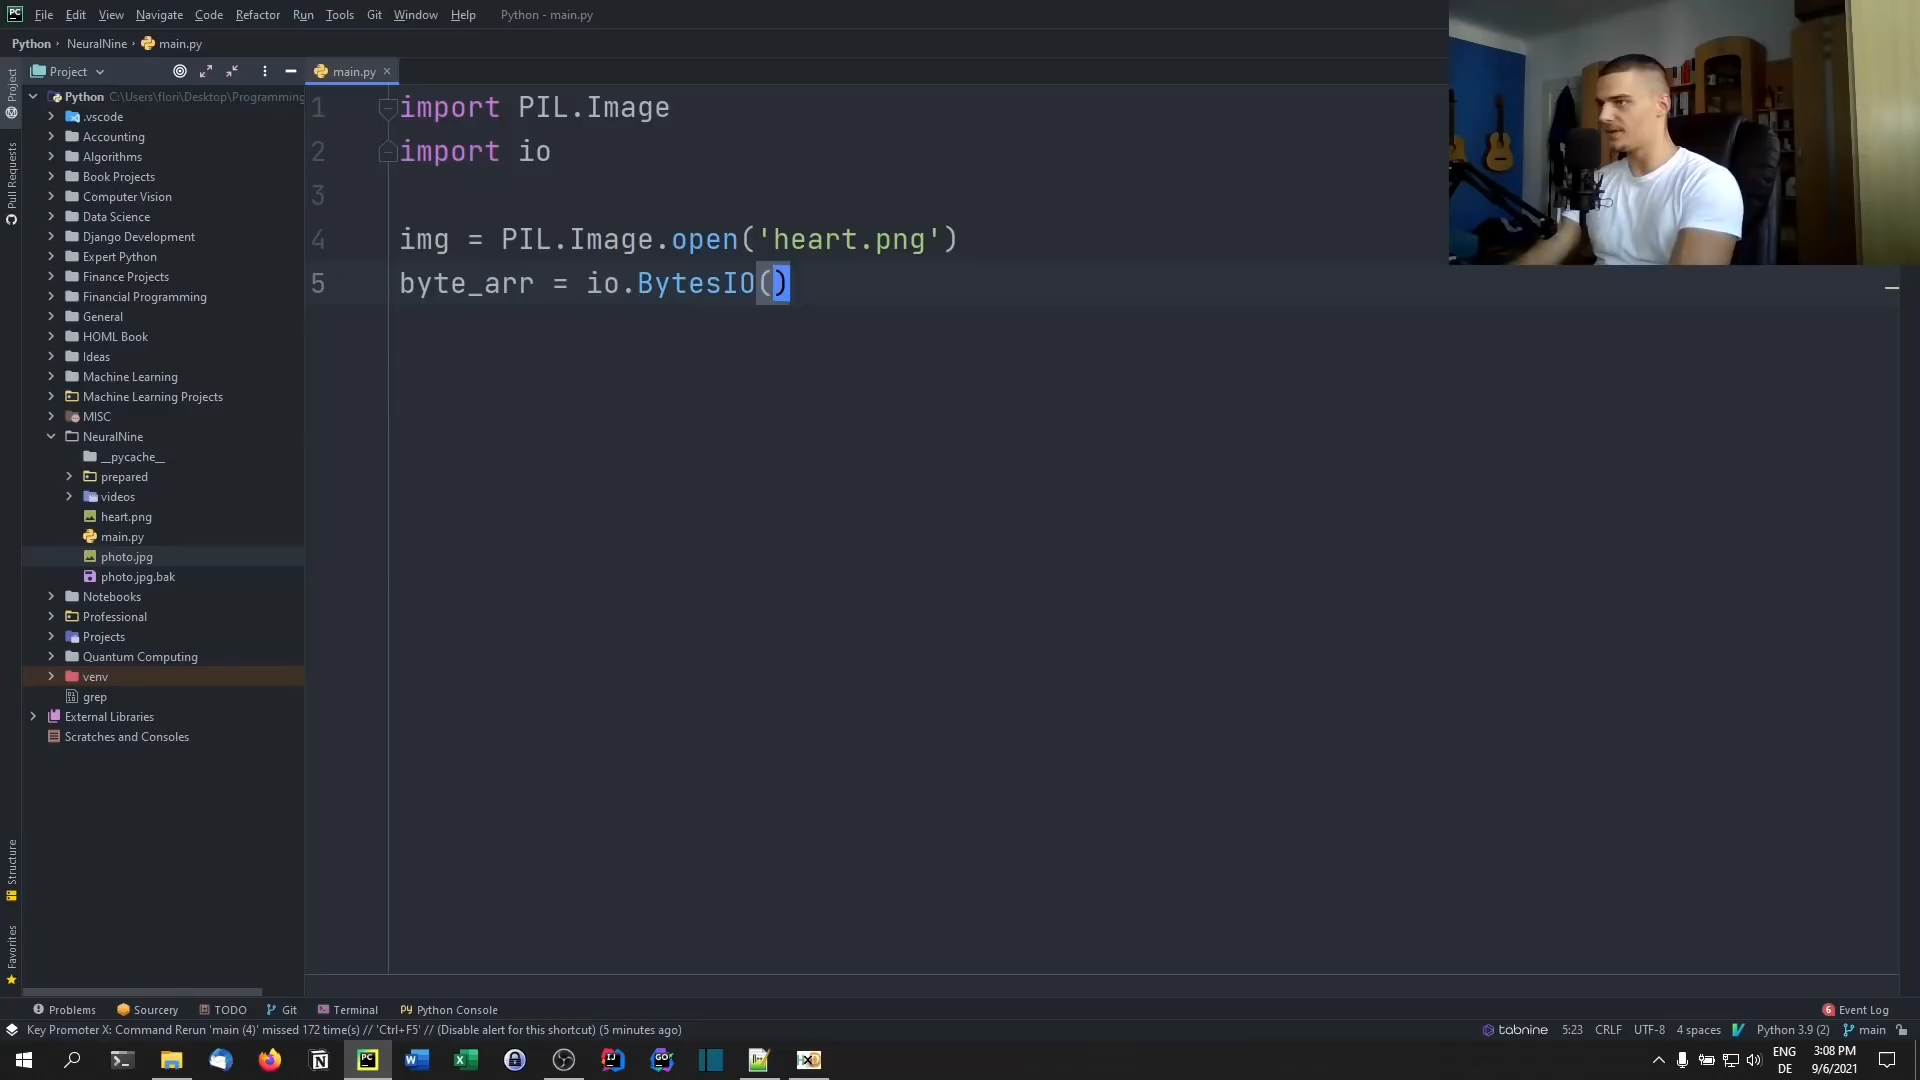 File Edit View Navigate Code Refactor Run Tools Git Window Help Python - main.py
Python NeuralNine main.py
Project
main.py
Project
Pull Requests
Structure
Favorites
Python C:\Users\flori\Desktop\Programming
.vscode
Accounting
Algorithms
Book Projects
Computer Vision
Data Science
Django Development
Expert Python
Finance Projects
Financial Programming
General
HOML Book
Ideas
Machine Learning
Machine Learning Projects
MISC
NeuralNine
__pycache__
prepared
videos
heart.png
main.py
photo.jpg
photo.jpg.bak
Notebooks
Professional
Projects
Quantum Computing
venv
grep
External Libraries
Scratches and Consoles
1 import PIL.Image
2 import io
3
4 img = PIL.Image.open('heart.png')
5 byte_arr = io.BytesIO()
Problems Sourcery TODO Git Terminal Python Console 6 Event Log
Key Promoter X: Command Rerun 'main (4)' missed 172 time(s) // 'Ctrl+F5' // (Disable alert for this shortcut) (5 minutes ago) tabnine 5:23 CRLF UTF-8 4 spaces Python 3.9 (2) main
ENG 3:08 PM
DE 9/6/2021